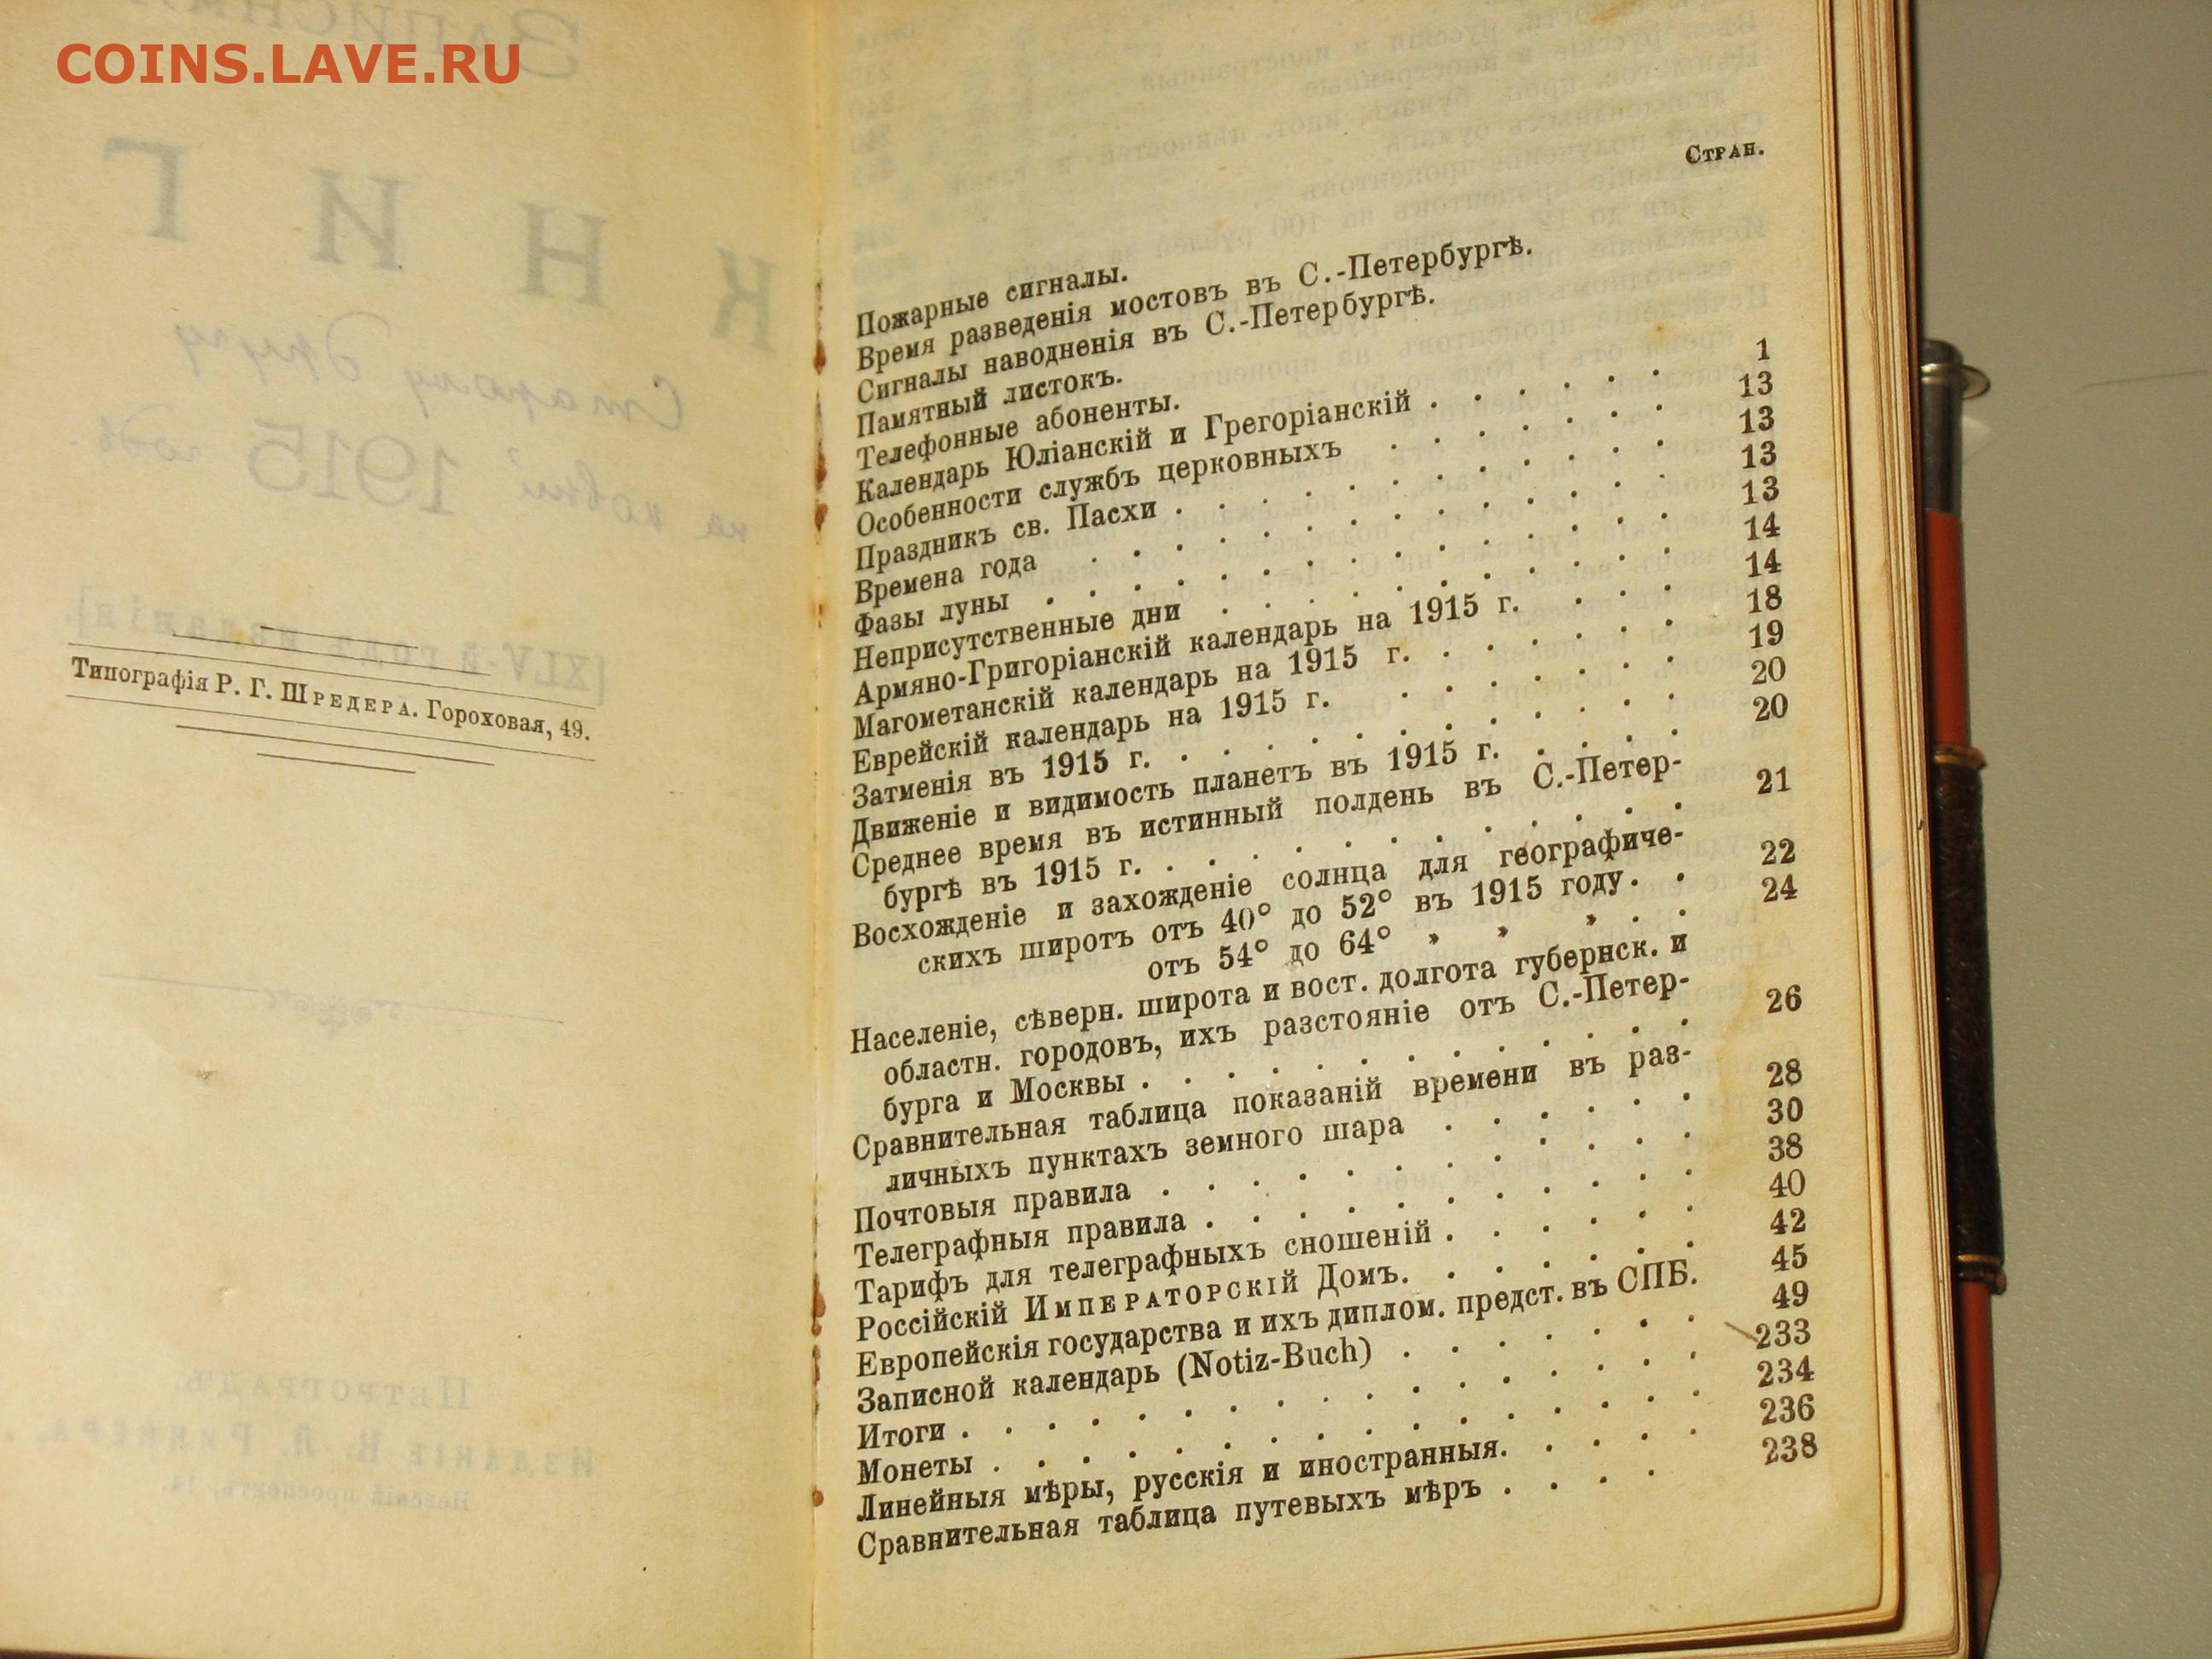 COINS.LAVE.RU
Типографія Р. Г. Шредера. Гороховая, 49.
Стран.
Пожарные сигналы.
Время разведенія мостовъ въ С.-Петербургѣ.
Сигналы наводненія въ С.-Петербургѣ.
Памятный листокъ.
Телефонные абоненты.
Календарь Юліанскій и Грегоріанскій . . . . . . 1
Особенности службъ церковныхъ . . . . . . . 13
Праздникъ св. Пасхи . . . . . . . . . . . . 13
Времена года . . . . . . . . . . . . . . 13
Фазы луны . . . . . . . . . . . . . . . 13
Неприсутственные дни . . . . . . . . . . . 14
Армяно-Григоріанскій календарь на 1915 г. . . . 14
Магометанскій календарь на 1915 г. . . . . . . 18
Еврейскій календарь на 1915 г. . . . . . . . 19
Затменія въ 1915 г. . . . . . . . . . . . . 20
Движеніе и видимость планетъ въ 1915 г. . . . . 20
Среднее время въ истинный полдень въ С.-Петер-
бургѣ въ 1915 г. . . . . . . . . . . . . 21
Восхожденіе и захожденіе солнца для географиче-
скихъ широтъ отъ 40° до 52° въ 1915 году. . 22
отъ 54° до 64° » » » . . 24
Населеніе, сѣверн. широта и вост. долгота губернск. и
областн. городовъ, ихъ разстояніе отъ С.-Петер-
бурга и Москвы . . . . . . . . . . . . . 26
Сравнительная таблица показаній времени въ раз-
личныхъ пунктахъ земного шара . . . . . . 28
Почтовыя правила . . . . . . . . . . . . 30
Телеграфныя правила . . . . . . . . . . . 38
Тарифъ для телеграфныхъ сношеній . . . . . . 40
Россійскій Императорскій Домъ. . . . . . . . 42
Европейскія государства и ихъ диплом. предст. въ СПБ. 45
Записной календарь (Notiz-Buch) . . . . . . . 49
Итоги . . . . . . . . . . . . . . . . . 233
Монеты . . . . . . . . . . . . . . . . 234
Линейныя мѣры, русскія и иностранныя. . . . . 236
Сравнительная таблица путевыхъ мѣръ . . . . 238